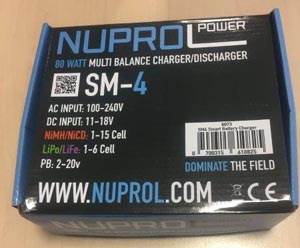 NUPROL POWER
80 WATT MULTI BALANCE CHARGER/DISCHARGER
SM-4
AC INPUT: 100-240V
DC INPUT: 11-18V
NiMH/NiCD: 1-15 Cell
LiPo/LiFe: 1-6 Cell
PB: 2-20v
8073
SM4 Smart Battery Charger
DOMINATE THE FIELD
WWW.NUPROL.COM
CE